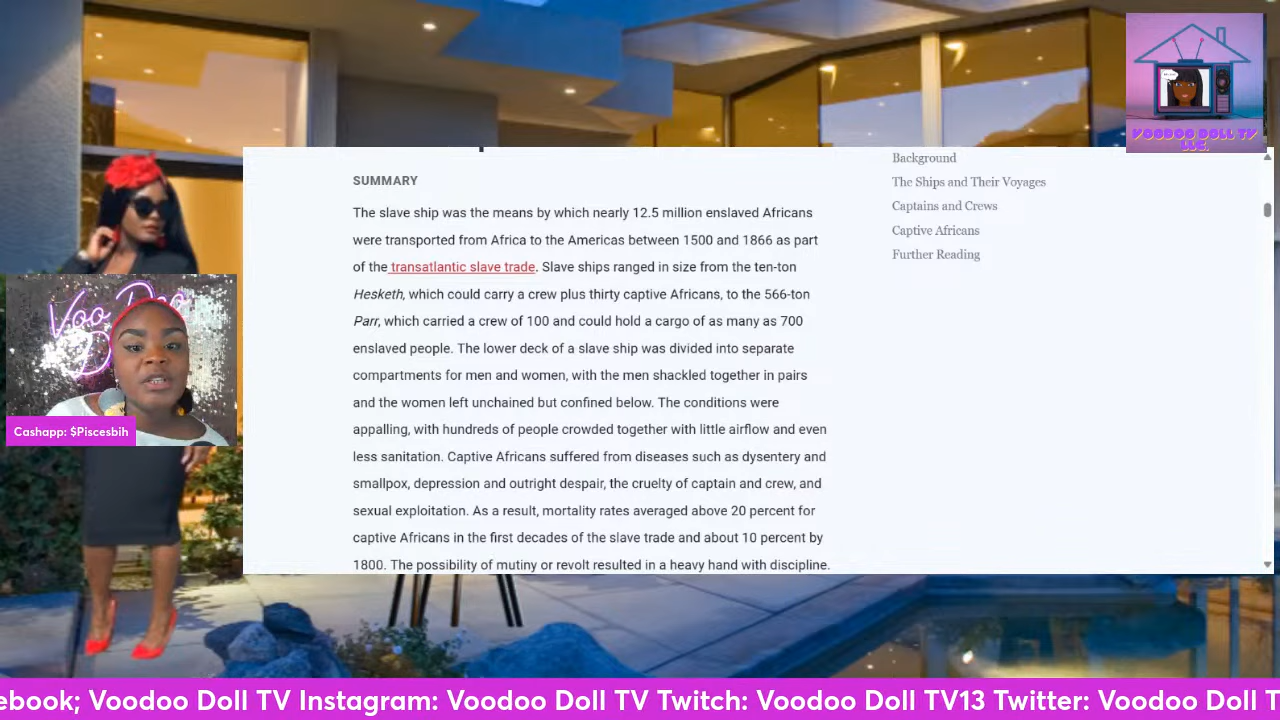 VOODOO DOLL TV
LLC.
Background
The Ships and Their Voyages
Captains and Crews
Captive Africans
Further Reading
SUMMARY
The slave ship was the means by which nearly 12.5 million enslaved Africans
were transported from Africa to the Americas between 1500 and 1866 as part
of the transatlantic slave trade. Slave ships ranged in size from the ten-ton
Hesketh, which could carry a crew plus thirty captive Africans, to the 566-ton
Parr, which carried a crew of 100 and could hold a cargo of as many as 700
enslaved people. The lower deck of a slave ship was divided into separate
compartments for men and women, with the men shackled together in pairs
and the women left unchained but confined below. The conditions were
appalling, with hundreds of people crowded together with little airflow and even
less sanitation. Captive Africans suffered from diseases such as dysentery and
smallpox, depression and outright despair, the cruelty of captain and crew, and
sexual exploitation. As a result, mortality rates averaged above 20 percent for
captive Africans in the first decades of the slave trade and about 10 percent by
1800. The possibility of mutiny or revolt resulted in a heavy hand with discipline.
VooDoo
D
Cashapp: $Piscesbih
ebook; Voodoo Doll TV Instagram: Voodoo Doll TV Twitch: Voodoo Doll TV13 Twitter: Voodoo Doll T